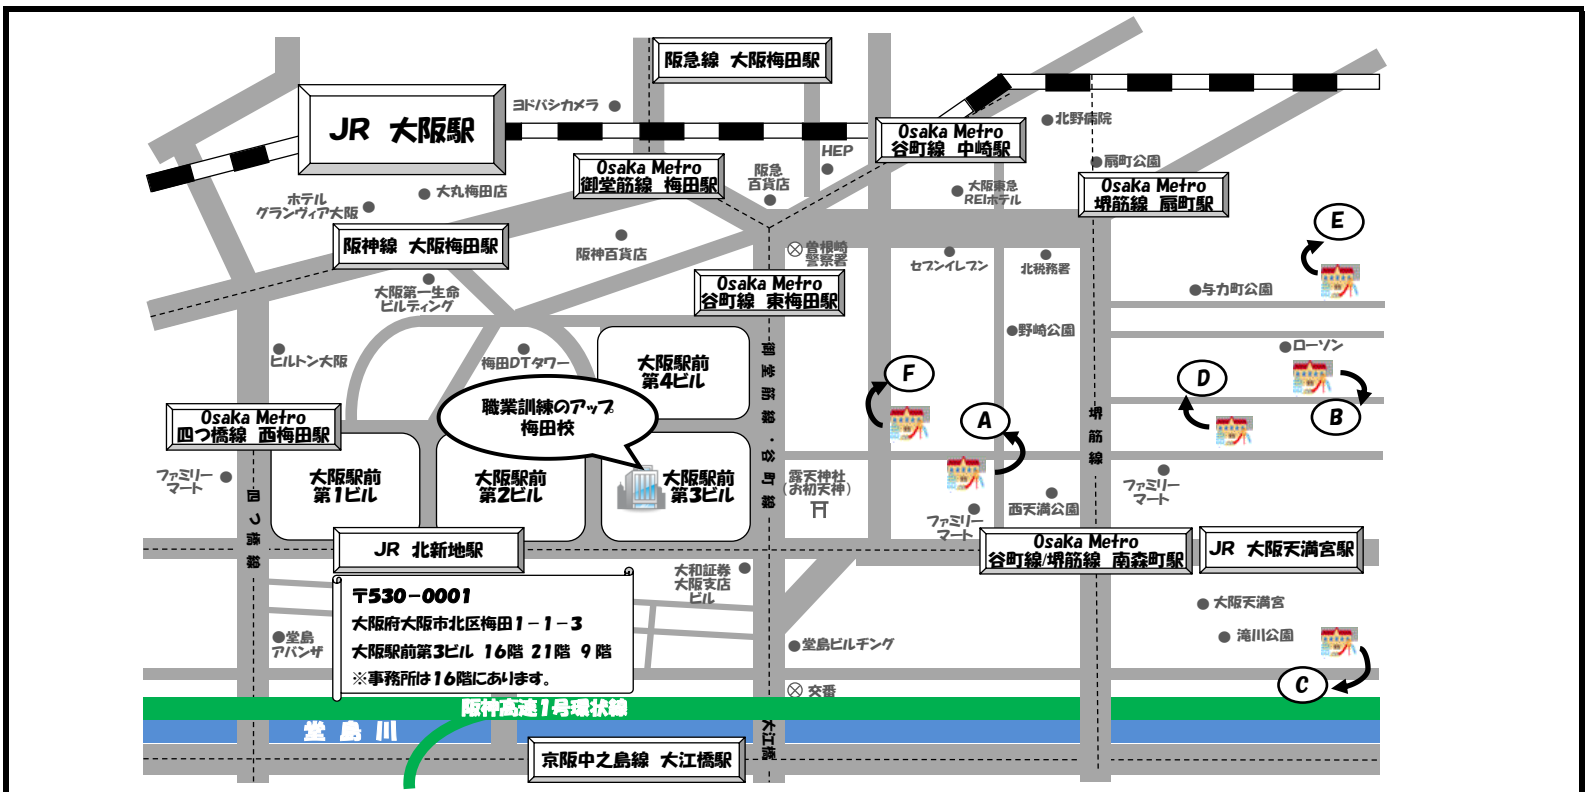 阪急線 大阪梅田駅
ヨドバシカメラ
JR 大阪駅
Osaka Metro
谷町線 中崎駅
北野病院
HEP
Osaka Metro
御堂筋線 梅田駅
阪急
百貨店
扇町公園
大丸梅田店
大阪東急
REIホテル
Osaka Metro
堺筋線 扇町駅
ホテル
グランヴィア大阪
阪神線 大阪梅田駅
阪神百貨店
曽根崎
警察署
セブンイレブン
北税務署
E
大阪第一生命
ビルディング
Osaka Metro
谷町線 東梅田駅
与力町公園
野崎公園
ヒルトン大阪
梅田DTタワー
大阪駅前
第4ビル
御堂筋線・谷町線
ローソン
F
D
職業訓練のアップ
梅田校
A
B
堺筋線
Osaka Metro
四つ橋線 西梅田駅
ファミリー
マート
四つ橋線
大阪駅前
第1ビル
大阪駅前
第2ビル
大阪駅前
第3ビル
露天神社
(お初天神)
ファミリー
マート
西天満公園
ファミリー
マート
JR 北新地駅
Osaka Metro
谷町線/堺筋線 南森町駅
JR 大阪天満宮駅
大和証券
大阪支店
ビル
〒530-0001
大阪府大阪市北区梅田1-1-3
大阪駅前第3ビル 16階 21階 9階
※事務所は16階にあります。
大阪天満宮
滝川公園
堂島
アバンザ
堂島ビルヂング
交番
C
阪神高速1号環状線
堂島川
大江橋
京阪中之島線 大江橋駅